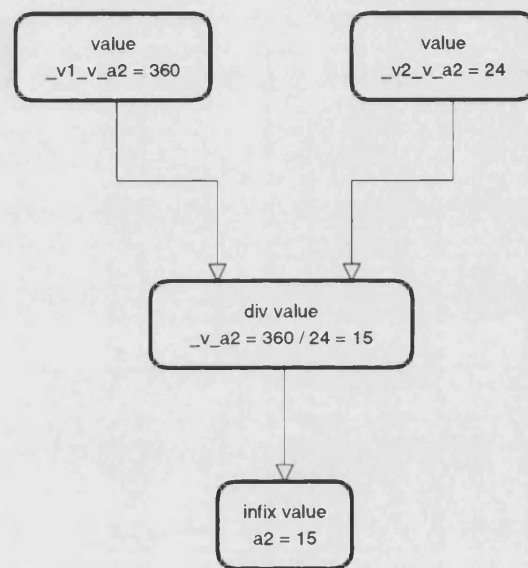 value
_v1_v_a2 = 360
value
_v2_v_a2 = 24
div value
_v_a2 = 360 / 24 = 15
infix value
a2 = 15